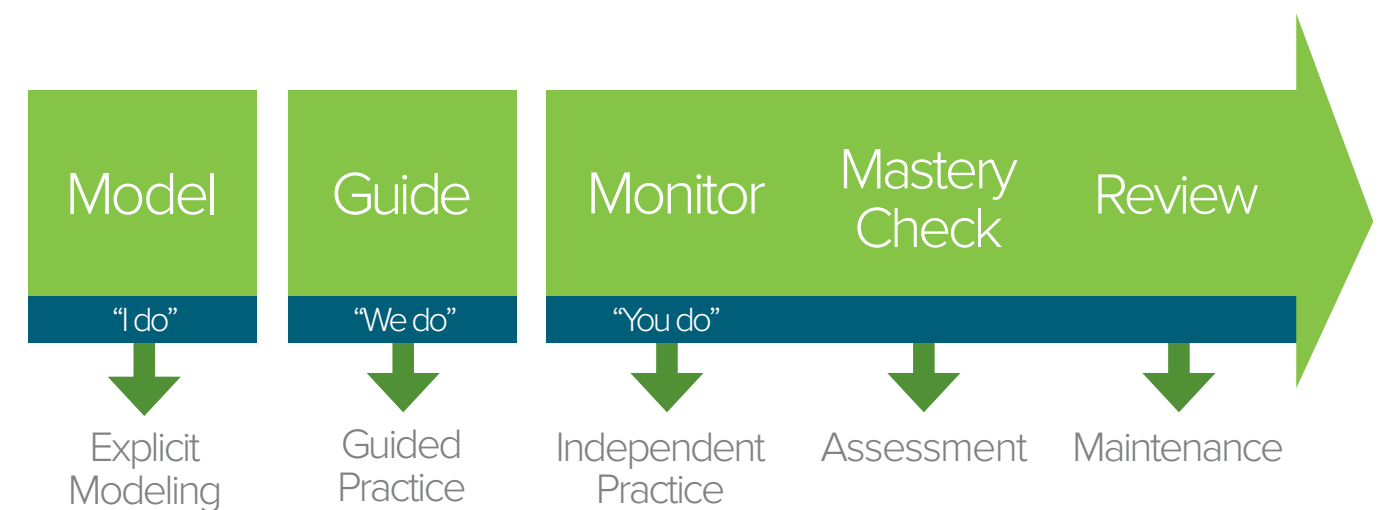 Model
Guide
Monitor
Mastery
Check
Review
“I do”
“We do”
“You do”
Explicit
Modeling
Guided
Practice
Independent
Practice
Assessment
Maintenance